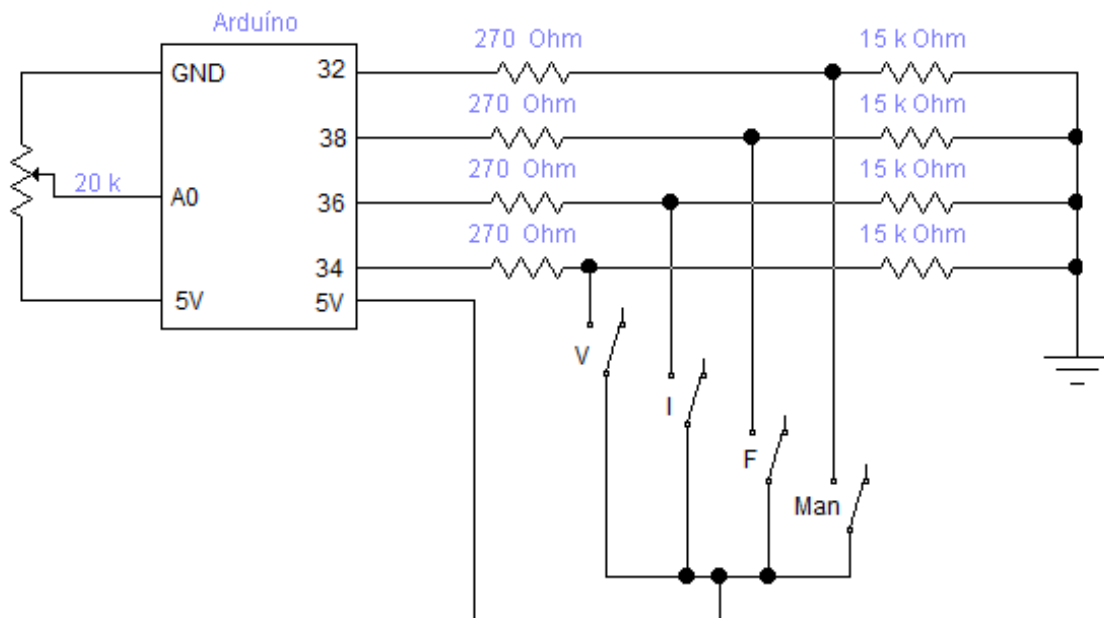 Arduíno
270 Ohm
15 k Ohm
GND
32
270 Ohm
15 k Ohm
38
20 k
A0
270 Ohm
15 k Ohm
36
270 Ohm
15 k Ohm
34
5V
5V
V
I
F
Man